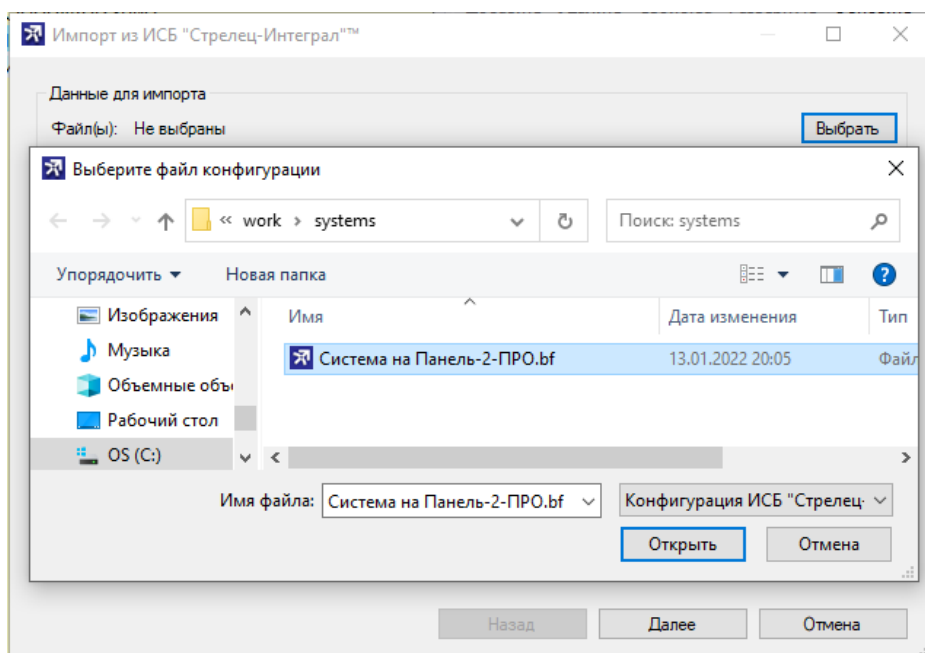 Импорт из ИСБ "Стрелец-Интеграл"™
Данные для импорта
Файл(ы): Не выбраны
Выбрать
Выберите файл конфигурации
« work › systems
Поиск: systems
Упорядочить
Новая папка
Изображения
Музыка
Объемные объ
Рабочий стол
OS (C:)
Имя
Дата изменения
Тип
Система на Панель-2-ПРО.bf
13.01.2022 20:05
Файл
Имя файла:
Система на Панель-2-ПРО.bf
Конфигурация ИСБ "Стрелец-
Открыть
Отмена
Назад
Далее
Отмена